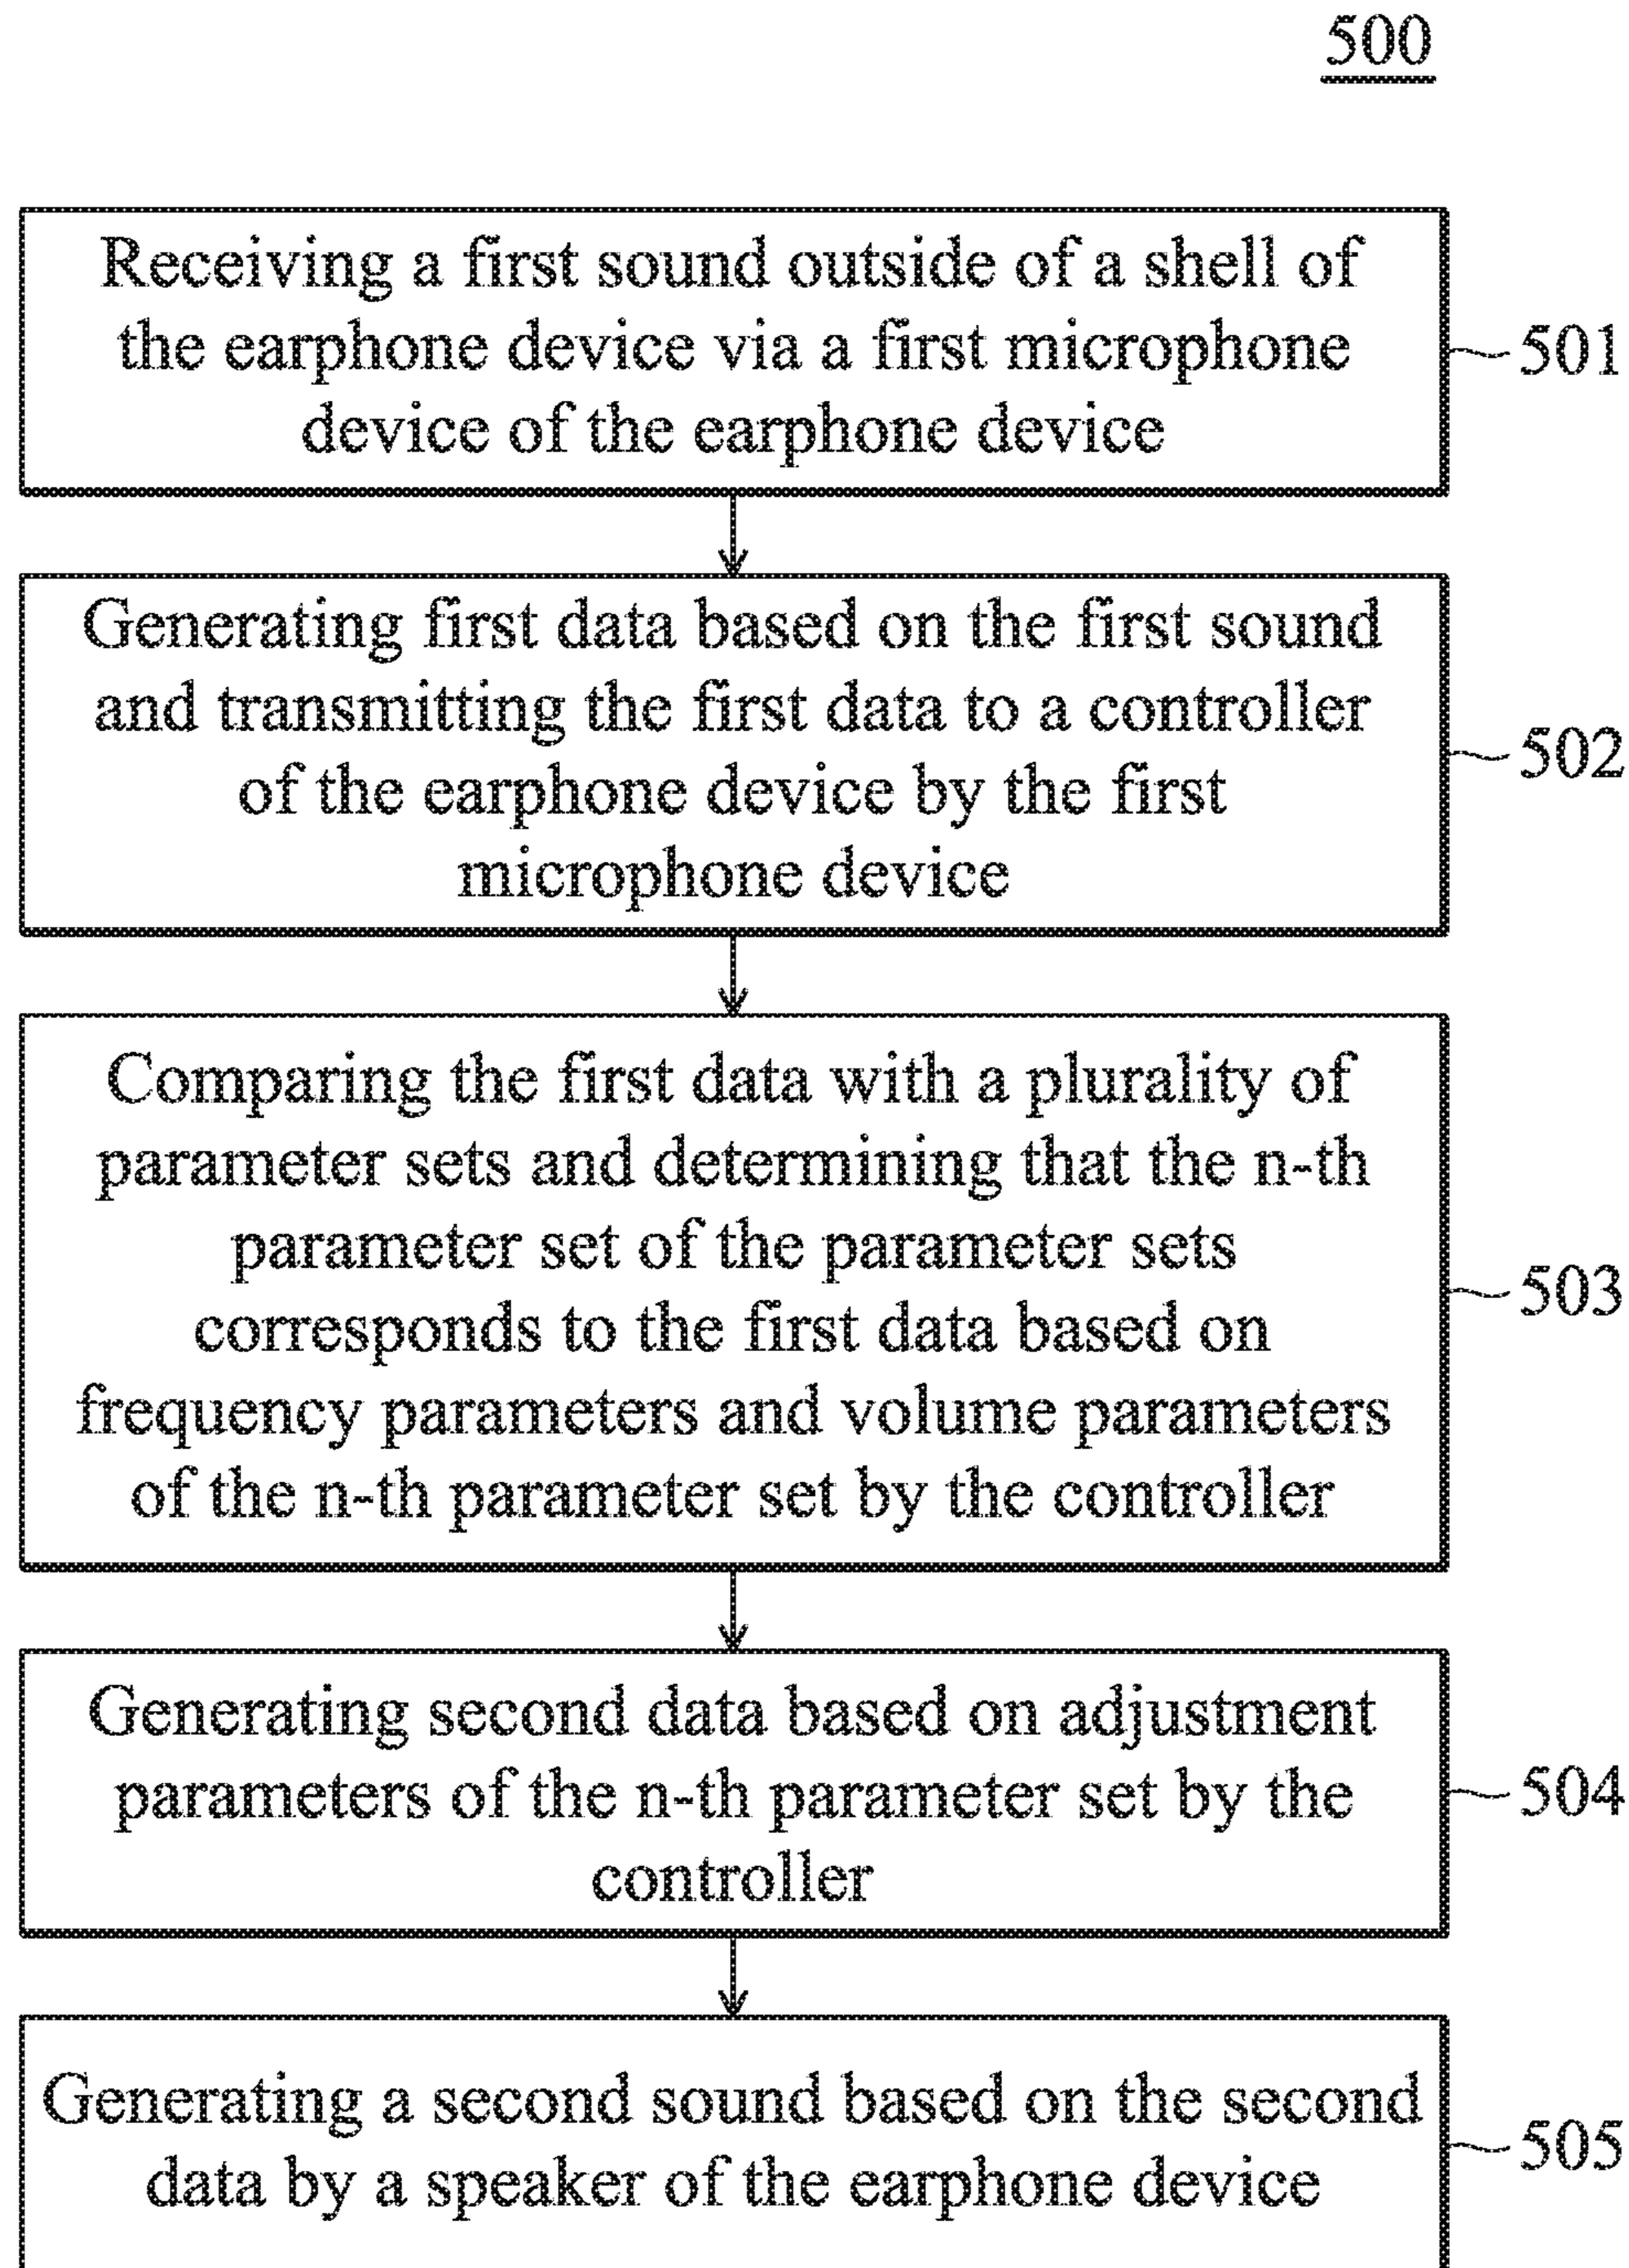 500
Receiving a first sound outside of a shell of
the earphone device via a first microphone
device of the earphone device
501
Generating first data based on the first sound
and transmitting the first data to a controller
of the earphone device by the first
microphone device
502
Comparing the first data with a plurality of
parameter sets and determining that the n-th
parameter set of the parameter sets
corresponds to the first data based on
frequency parameters and volume parameters
of the n-th parameter set by the controller
503
Generating second data based on adjustment
parameters of the n-th parameter set by the
controller
504
Generating a second sound based on the second
data by a speaker of the earphone device
505